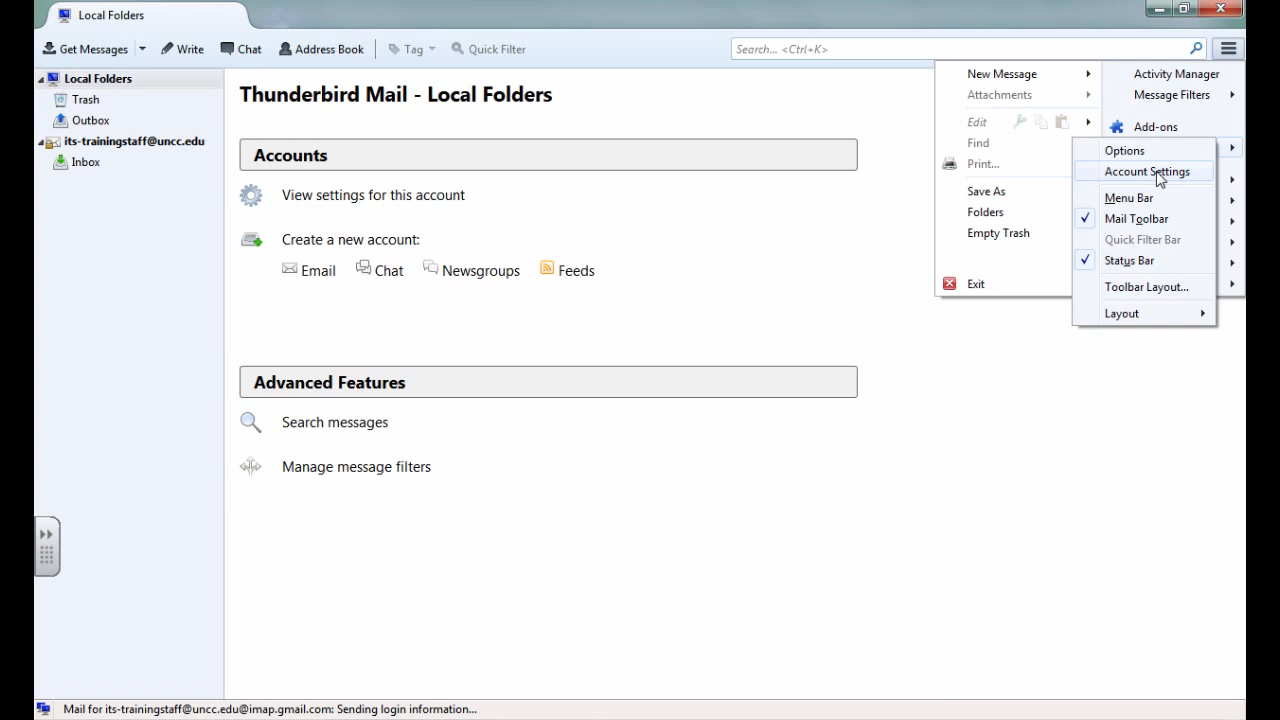 Local Folders
Get Messages Write Chat Address Book Tag Quick Filter Search... <Ctrl+K>
Local Folders
Trash
Outbox
its-trainingstaff@uncc.edu
Inbox
Thunderbird Mail - Local Folders
Accounts
View settings for this account
Create a new account:
Email Chat Newsgroups Feeds
Advanced Features
Search messages
Manage message filters
New Message
Attachments
Edit
Find
Print...
Save As
Folders
Empty Trash
Exit
Activity Manager
Message Filters
Add-ons
Options
Account Settings
Menu Bar
Mail Toolbar
Quick Filter Bar
Status Bar
Toolbar Layout...
Layout
Mail for its-trainingstaff@uncc.edu@imap.gmail.com: Sending login information...